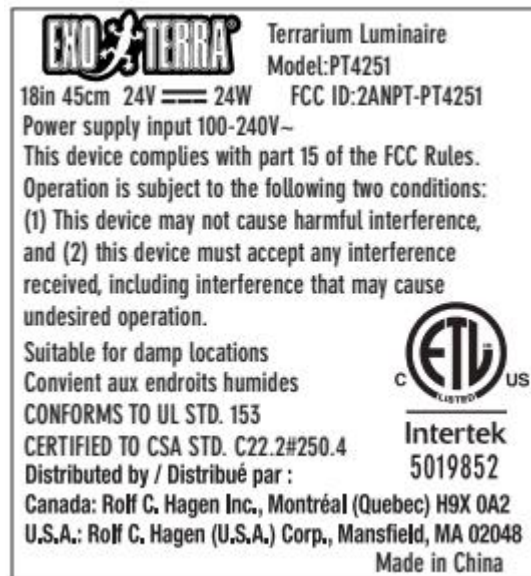 EXO TERRA® Terrarium Luminaire
Model:PT4251
18in 45cm 24V 24W FCC ID:2ANPT-PT4251
Power supply input 100-240V~
This device complies with part 15 of the FCC Rules.
Operation is subject to the following two conditions:
(1) This device may not cause harmful interference,
and (2) this device must accept any interference
received, including interference that may cause
undesired operation.
Suitable for damp locations
Convient aux endroits humides
CONFORMS TO UL STD. 153
CERTIFIED TO CSA STD. C22.2#250.4
C ETL US
LISTED
Intertek
5019852
Distributed by / Distribué par :
Canada: Rolf C. Hagen Inc., Montréal (Quebec) H9X 0A2
U.S.A.: Rolf C. Hagen (U.S.A.) Corp., Mansfield, MA 02048
Made in China